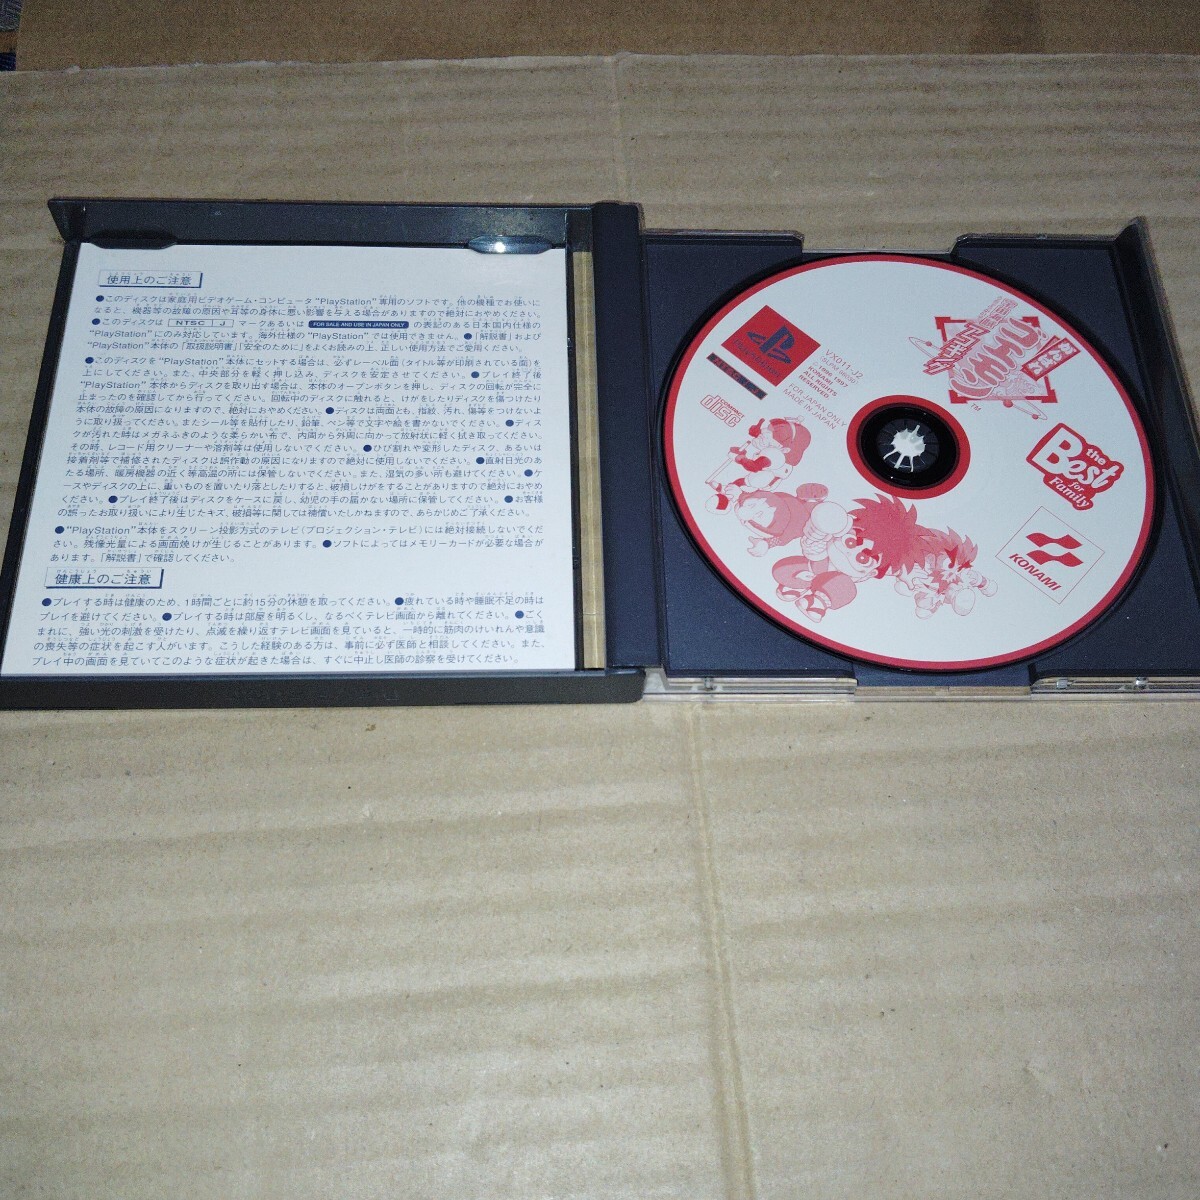 使用上のご注意
●このディスクは家庭用ビデオゲーム・コンピュータ"PlayStation"専用のソフトです。他の機種でお使いに
なると、機器等の故障の原因や耳等の身体に悪い影響を与える場合がありますので絶対におやめください。
●このディスクは NTSC J マークあるいは FOR SALE AND USE IN JAPAN ONLY の表記のある日本国内仕様の
"PlayStation"にのみ対応しています。海外仕様の"PlayStation"では使用できません。●「解説書」および
"PlayStation"本体の「取扱説明書」「安全のために」をよくお読みの上、正しい使用方法でご愛用ください。
●このディスクを"PlayStation"本体にセットする場合は、必ずレーベル面(タイトル等が印刷されている面)を
上にしてください。また、中央部分を軽く押し込み、ディスクを安定させてください。●プレイ終了後
"PlayStation"本体からディスクを取り出す場合は、本体のオープンボタンを押し、ディスクの回転が完全に
止まったのを確認してから行ってください。回転中のディスクに触れると、けがをしたりディスクを傷つけたり
本体の故障の原因になりますので、絶対におやめください。●ディスクは両面とも、指紋、汚れ、傷等をつけないよ
うに取り扱ってください。またシール等を貼付したり、鉛筆、ペン等で文字や絵を書かないでください。●ディス
クが汚れた時はメガネふきのような柔らかい布で、内周から外周に向かって放射状に軽く拭き取ってください。
その時、レコード用クリーナーや溶剤等は使用しないでください。●ひび割れや変形したディスク、あるいは
接着剤等で補修されたディスクは誤作動の原因になりますので絶対に使用しないでください。●直射日光のあ
たる場所、暖房機器の近く等高温の所には保管しないでください。また、湿気の多い所も避けてください。●ケ
ースやディスクの上に、重いものを置いたり落としたりすると、破損しけがをすることがありますので絶対におやめ
ください。●プレイ終了後はディスクをケースに戻し、幼児の手の届かない場所に保管してください。●お客様
の誤ったお取り扱いにより生じたキズ、破損等に関しては補償いたしかねますので、あらかじめご了承ください。
●"PlayStation"本体をスクリーン投影方式のテレビ(プロジェクション・テレビ)には絶対接続しないでくだ
さい。残像光量による画面焼けが生じることがあります。●ソフトによってはメモリーカードが必要な場合が
あります。「解説書」で確認してください。
健康上のご注意
●プレイする時は健康のため、1時間ごとに約15分の休憩を取ってください。●疲れている時や睡眠不足の時は
プレイを避けてください。●プレイする時は部屋を明るくし、なるべくテレビ画面から離れてください。●ごく
まれに、強い光の刺激を受けたり、点滅を繰り返すテレビ画面を見ていると、一時的に筋肉のけいれんや意識
の喪失等の症状を起こす人がいます。こうした経験のある方は、事前に必ず医師と相談してください。また、
プレイ中の画面を見ていてこのような症状が起きた場合は、すぐに中止し医師の診察を受けてください。
PlayStation
VX011-J2
1996 1997
KONAMI
ALL RIGHTS
RESERVED.
FOR JAPAN ONLY
MADE IN JAPAN
COMPACT
disc
がんばれ
ゴエモン
TM
the
Best
for
Family
KONAMI